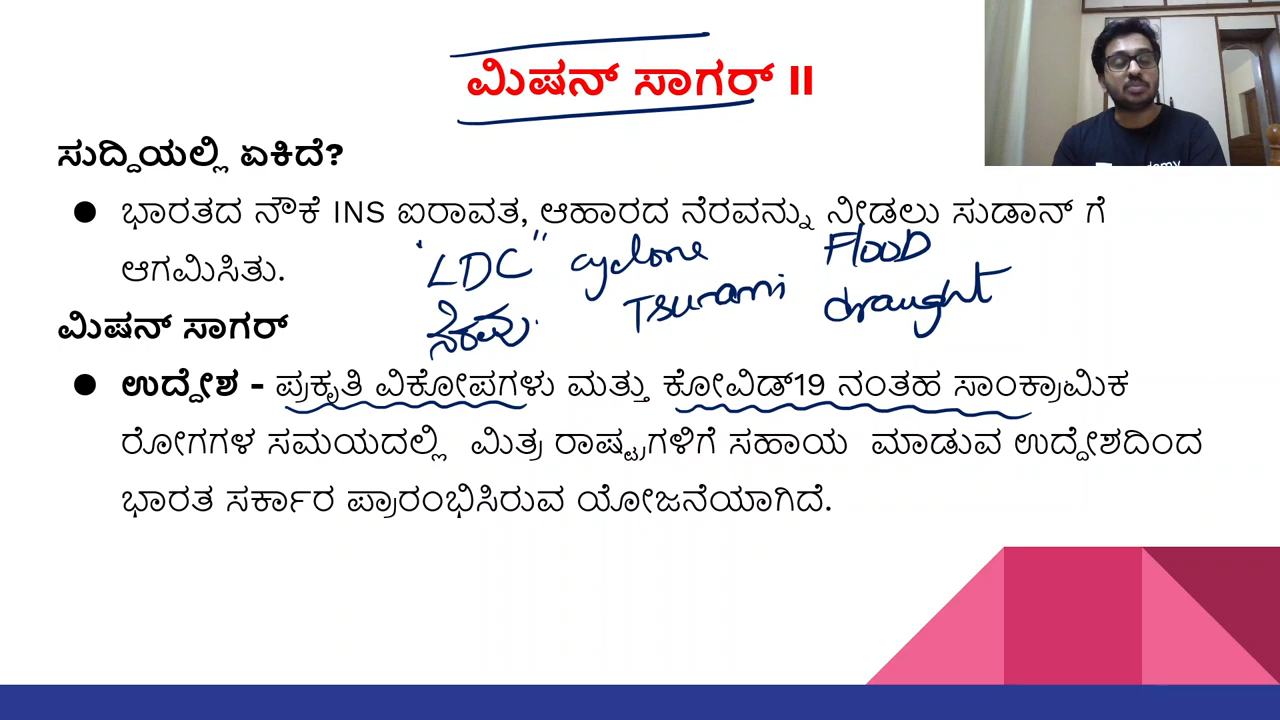 ಮಿಷನ್ ಸಾಗರ್ II
ಸುದ್ದಿಯಲ್ಲಿ ಏಕಿದೆ?
● ಭಾರತದ ನೌಕೆ INS ಐರಾವತ, ಆಹಾರದ ನೆರವನ್ನು ನೀಡಲು ಸುಡಾನ್ ಗೆ
ಆಗಮಿಸಿತು.
"LDC" cyclone FlOOD
ನೆರವು. Tsunami draught
ಮಿಷನ್ ಸಾಗರ್
● ಉದ್ದೇಶ - ಪ್ರಕೃತಿ ವಿಕೋಪಗಳು ಮತ್ತು ಕೋವಿಡ್19 ನಂತಹ ಸಾಂಕ್ರಾಮಿಕ
ರೋಗಗಳ ಸಮಯದಲ್ಲಿ ಮಿತ್ರ ರಾಷ್ಟ್ರಗಳಿಗೆ ಸಹಾಯ ಮಾಡುವ ಉದ್ದೇಶದಿಂದ
ಭಾರತ ಸರ್ಕಾರ ಪ್ರಾರಂಭಿಸಿರುವ ಯೋಜನೆಯಾಗಿದೆ.